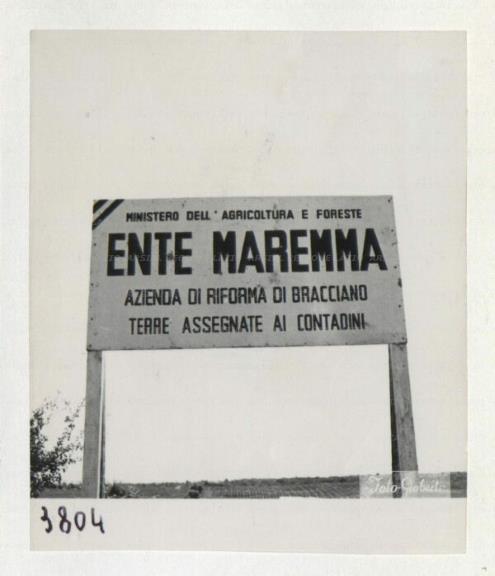 MINISTERO DELL' AGRICOLTURA E FORESTE
ENTE MAREMMA
AZIENDA DI RIFORMA DI BRACCIANO
TERRE ASSEGNATE AI CONTADINI
3804